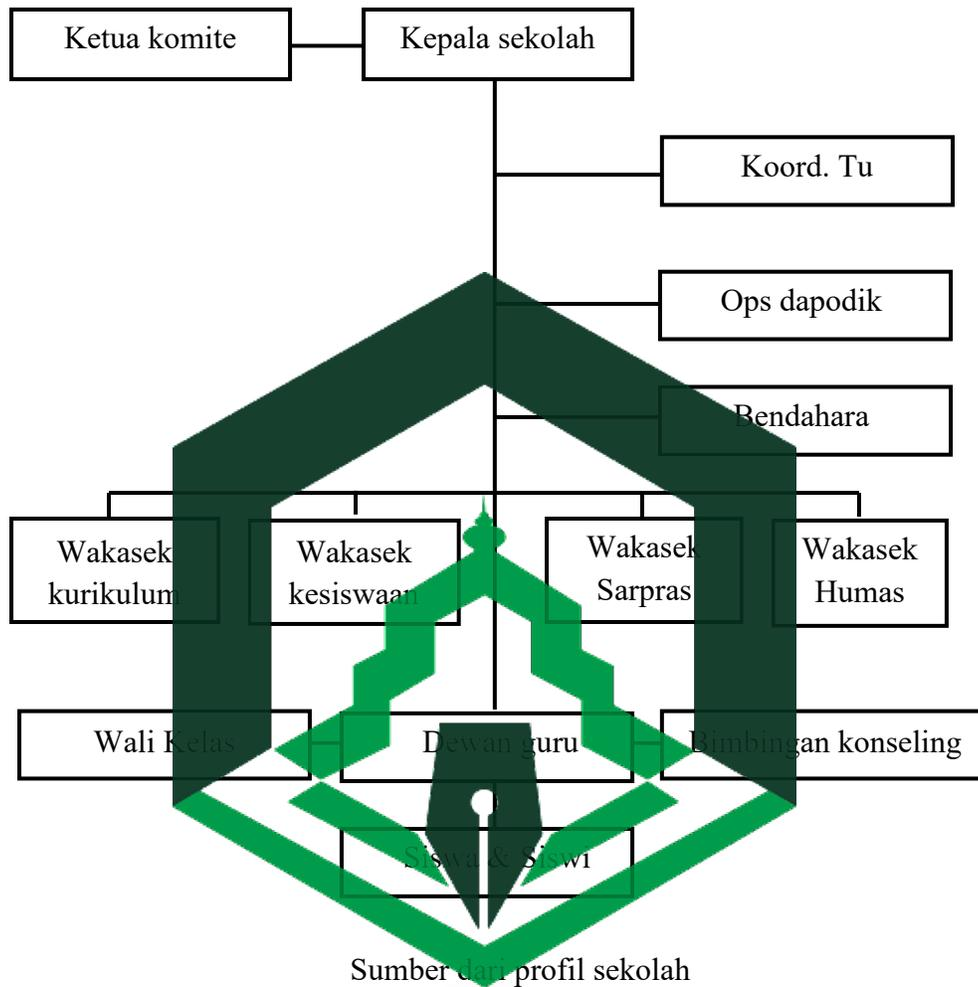 Ketua komite
Kepala sekolah
Koord. Tu
Ops dapodik
Bendahara
Wakasek
kurikulum
Wakasek
kesiswaan
Wakasek
Sarpras
Wakasek
Humas
Wali Kelas
Dewan guru
Bimbingan konseling
Siswa & Siswi
Sumber dari profil sekolah